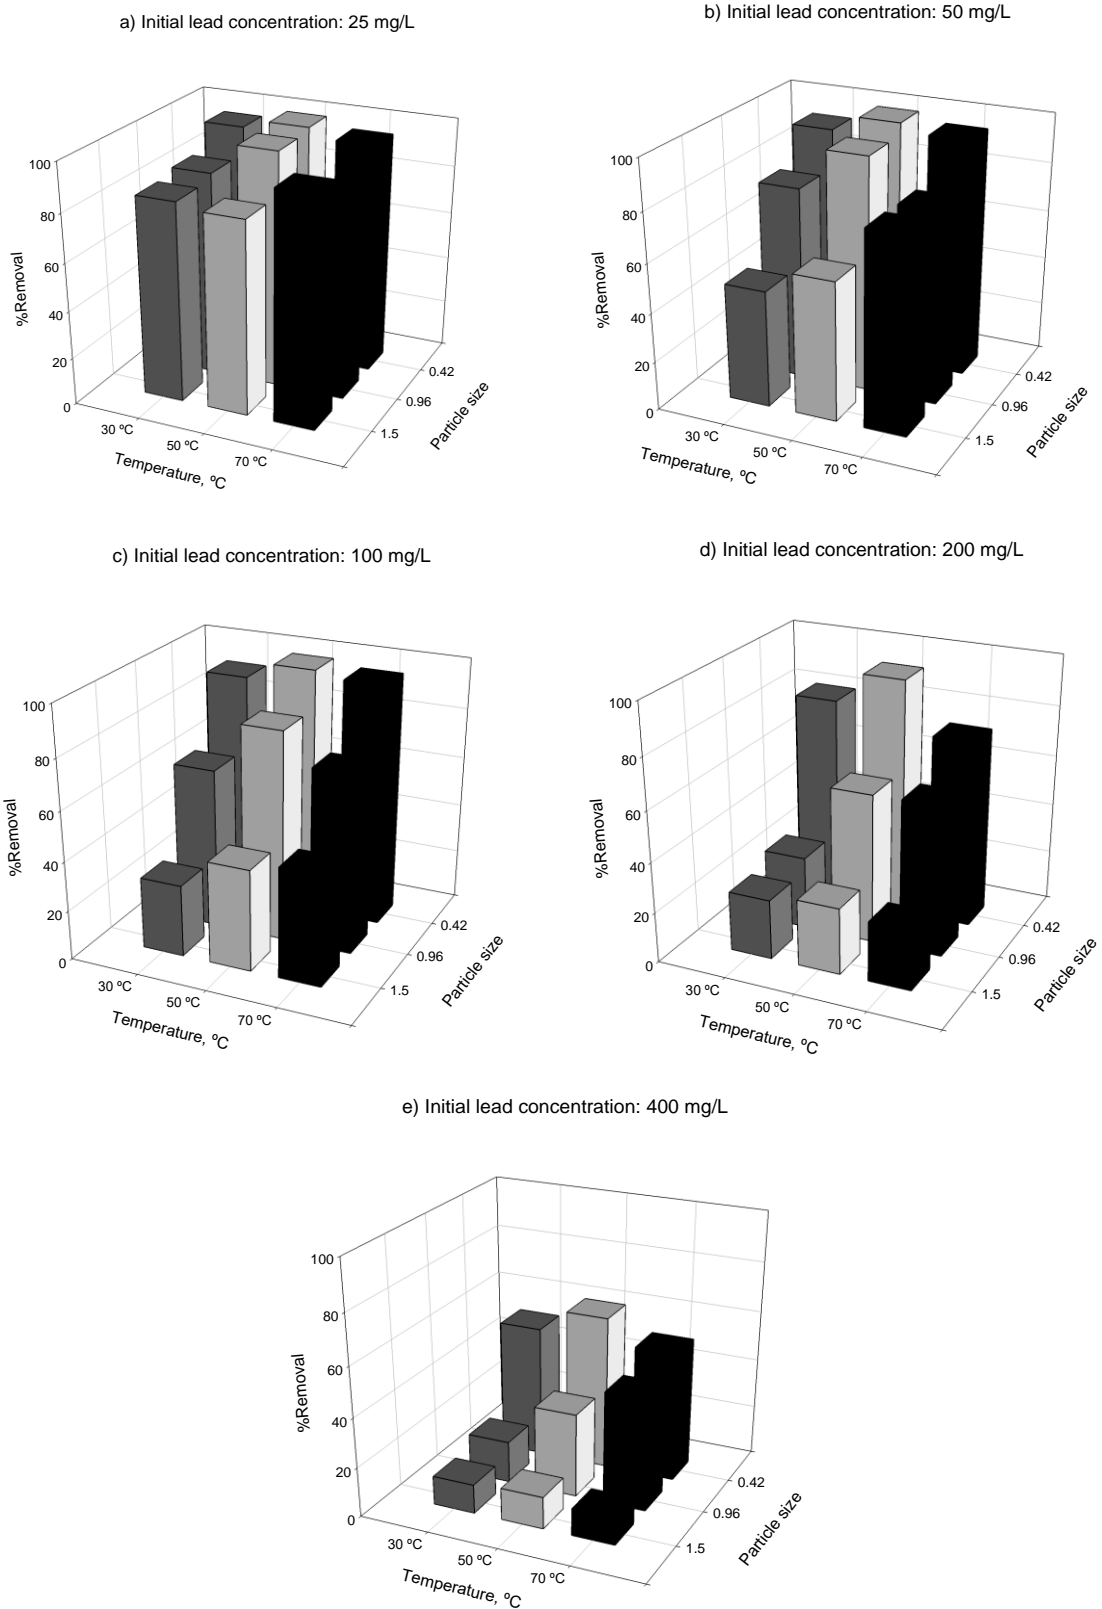 a) Initial lead concentration: 25 mg/L
100
80
60
40
20
0
%Removal
30 ºC
50 ºC
70 ºC
Temperature, ºC
0.42
0.96
1.5
Particle size
b) Initial lead concentration: 50 mg/L
100
80
60
40
20
0
%Removal
30 ºC
50 ºC
70 ºC
Temperature, ºC
0.42
0.96
1.5
Particle size
c) Initial lead concentration: 100 mg/L
100
80
60
40
20
0
%Removal
30 ºC
50 ºC
70 ºC
Temperature, ºC
0.42
0.96
1.5
Particle size
d) Initial lead concentration: 200 mg/L
100
80
60
40
20
0
%Removal
30 ºC
50 ºC
70 ºC
Temperature, ºC
0.42
0.96
1.5
Particle size
e) Initial lead concentration: 400 mg/L
100
80
60
40
20
0
%Removal
30 ºC
50 ºC
70 ºC
Temperature, ºC
0.42
0.96
1.5
Particle size